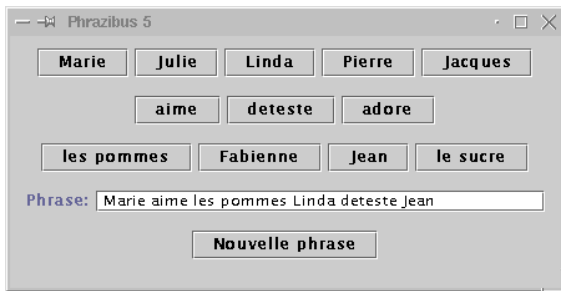 Phrazibus 5
Marie Julie Linda Pierre Jacques
aime deteste adore
les pommes Fabienne Jean le sucre
Phrase: Marie aime les pommes Linda deteste Jean
Nouvelle phrase